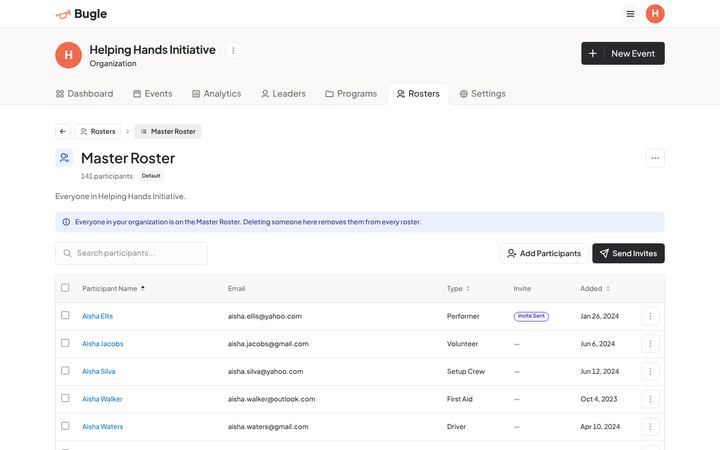 Bugle
H
H
Helping Hands Initiative
Organization
New Event
Dashboard
Events
Analytics
Leaders
Programs
Rosters
Settings
Rosters
Master Roster
Master Roster
141 participants
Default
Everyone in Helping Hands Initiative.
Everyone in your organization is on the Master Roster. Deleting someone here removes them from every roster.
Search participants...
Add Participants
Send Invites
Participant Name Email Type Invite Added
Aisha Ellis aisha.ellis@yahoo.com Performer Invite Sent Jan 26, 2024
Aisha Jacobs aisha.jacobs@gmail.com Volunteer – Jun 6, 2024
Aisha Silva aisha.silva@yahoo.com Setup Crew – Jun 12, 2024
Aisha Walker aisha.walker@outlook.com First Aid – Oct 4, 2023
Aisha Waters aisha.waters@gmail.com Driver – Apr 10, 2024